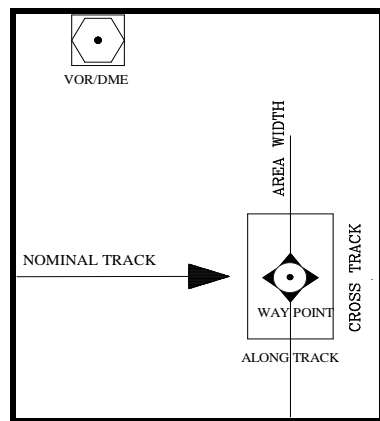 VOR/DME
AREA WIDTH
CROSS TRACK
NOMINAL TRACK
WAY POINT
ALONG TRACK